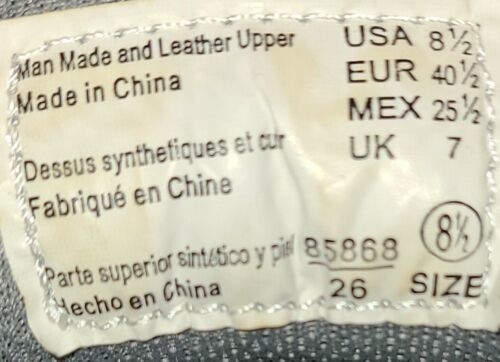 Man Made and Leather Upper
Made in China
USA 8½
EUR 40½
MEX 25½
UK 7
Dessus synthetiques et cur
Fabriqué en Chine
Parte superior sintético y piel
Hecho en China
85868
26
8½
SIZE